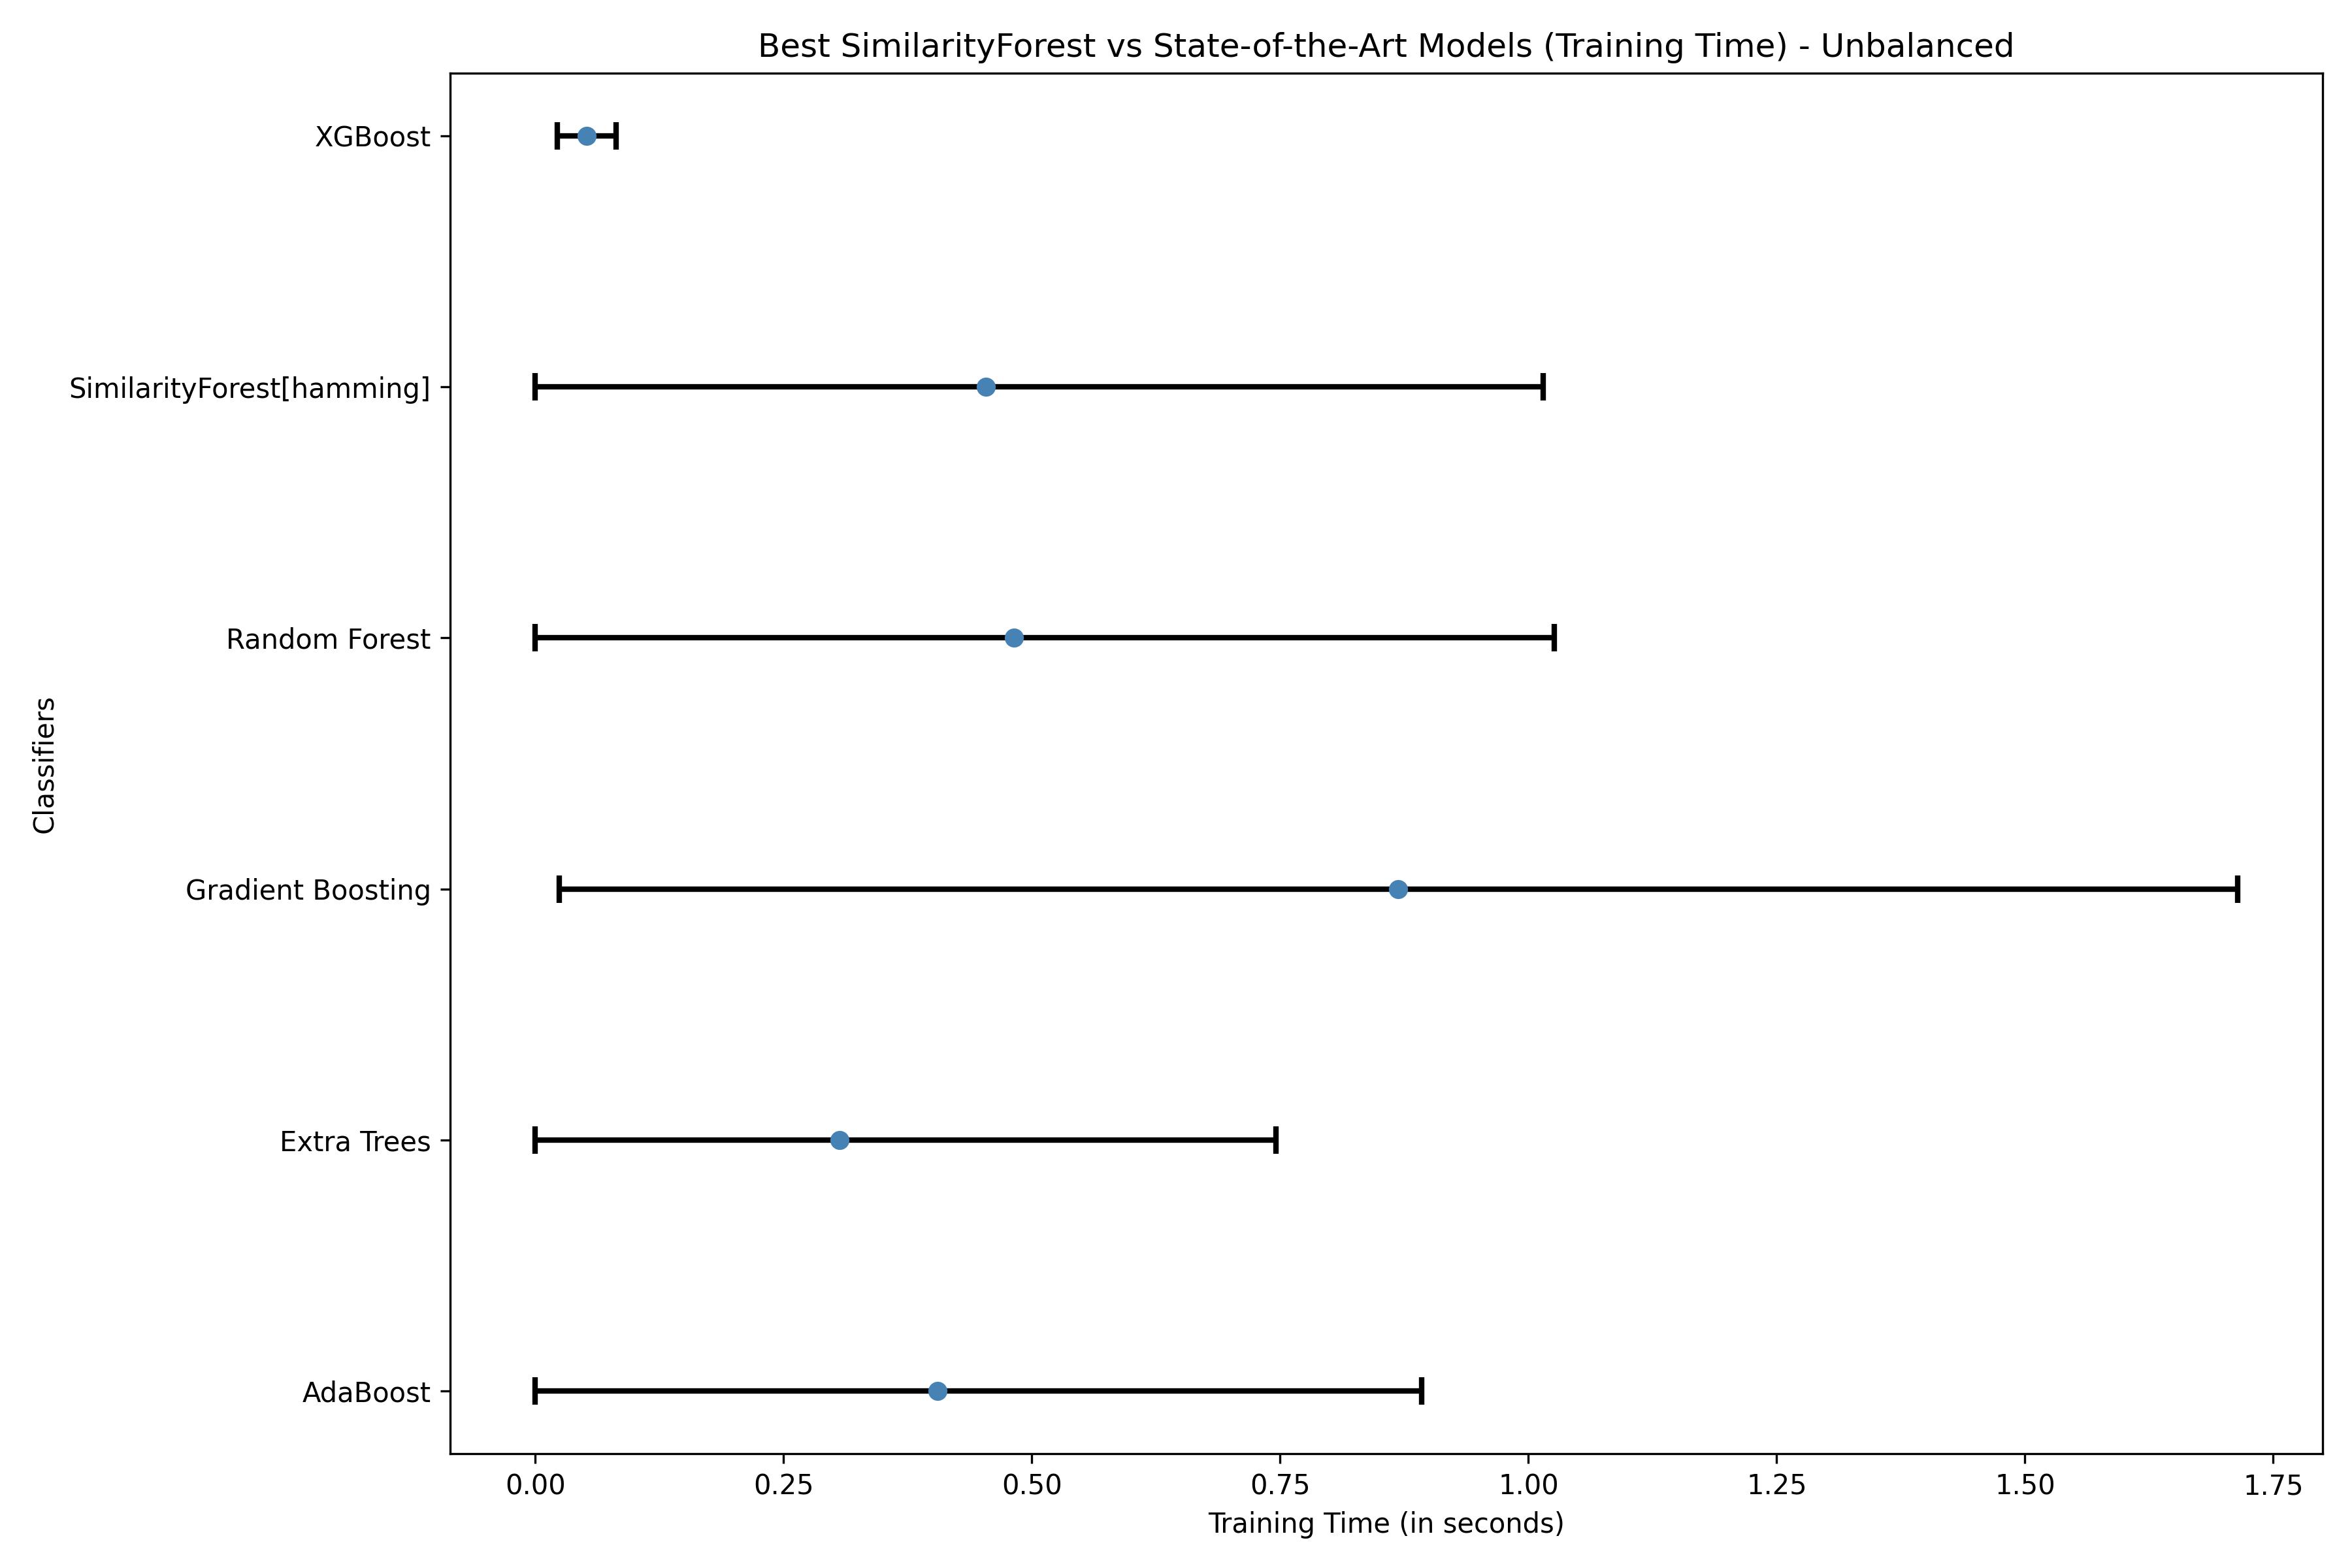 Best SimilarityForest vs State-of-the-Art Models (Training Time) - Unbalanced
XGBoost
SimilarityForest[hamming]
Random Forest
Gradient Boosting
Extra Trees
AdaBoost
Classifiers
0.00 0.25 0.50 0.75 1.00 1.25 1.50 1.75
Training Time (in seconds)